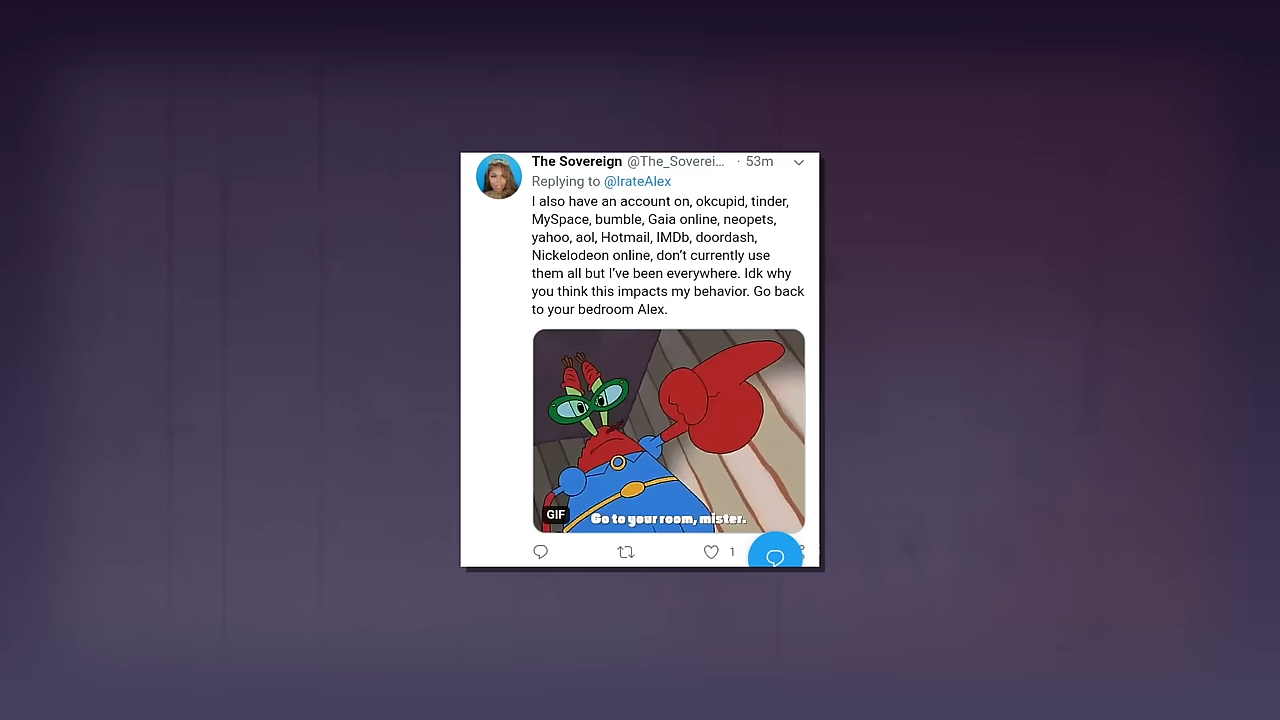 The Sovereign @The_Soverei... · 53m
Replying to @IrateAlex
I also have an account on, okcupid, tinder,
MySpace, bumble, Gaia online, neopets,
yahoo, aol, Hotmail, IMDb, doordash,
Nickelodeon online, don't currently use
them all but I've been everywhere. Idk why
you think this impacts my behavior. Go back
to your bedroom Alex.
GIF
Go to your room, mister.
1